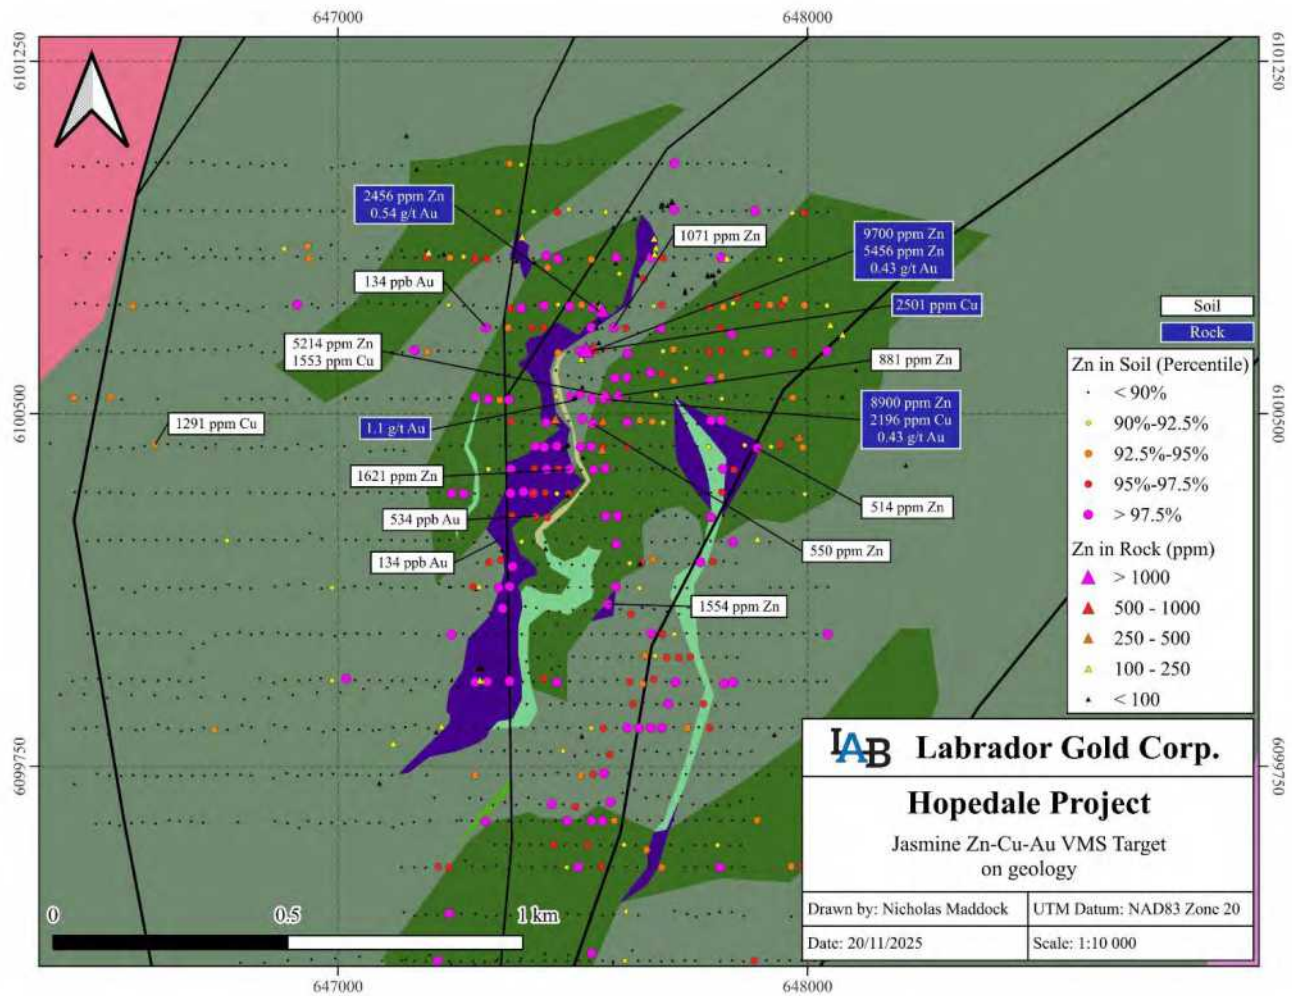 647000
648000
6101250
6101250
2456 ppm Zn
0.54 g/t Au
1071 ppm Zn
9700 ppm Zn
5456 ppm Zn
0.43 g/t Au
134 ppb Au
2501 ppm Cu
Soil
Rock
5214 ppm Zn
1553 ppm Cu
881 ppm Zn
Zn in Soil (Percentile)
< 90%
90%-92.5%
92.5%-95%
95%-97.5%
> 97.5%
Zn in Rock (ppm)
> 1000
500 - 1000
250 - 500
100 - 250
< 100
6100500
6100500
1291 ppm Cu
1.1 g/t Au
8900 ppm Zn
2196 ppm Cu
0.43 g/t Au
1621 ppm Zn
514 ppm Zn
534 ppb Au
550 ppm Zn
134 ppb Au
1554 ppm Zn
6099750
6099750
LAB Labrador Gold Corp.
Hopedale Project
Jasmine Zn-Cu-Au VMS Target
on geology
Drawn by: Nicholas Maddock
UTM Datum: NAD83 Zone 20
Date: 20/11/2025
Scale: 1:10 000
0
0.5
1 km
647000
648000